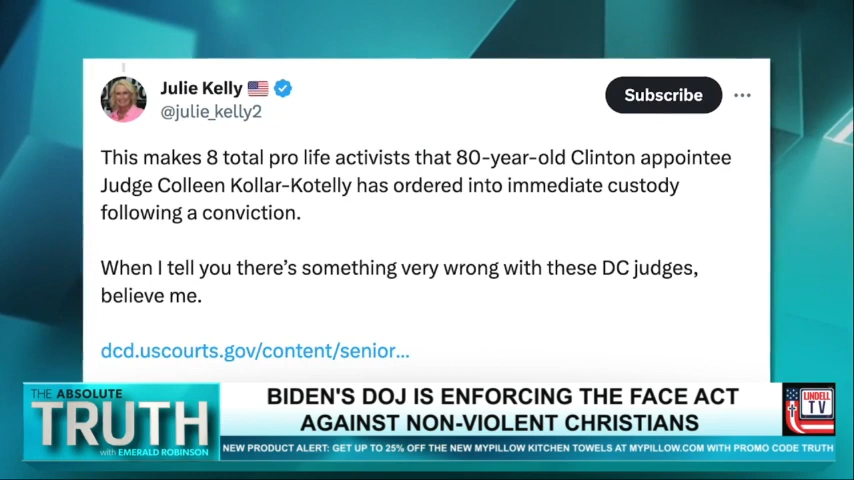 Julie Kelly
@julie_kelly2
Subscribe
This makes 8 total pro life activists that 80-year-old Clinton appointee
Judge Colleen Kollar-Kotelly has ordered into immediate custody
following a conviction.
When I tell you there's something very wrong with these DC judges,
believe me.
dcd.uscourts.gov/content/senior...
THE ABSOLUTE
TRUTH
with EMERALD ROBINSON
BIDEN'S DOJ IS ENFORCING THE FACE ACT
AGAINST NON-VIOLENT CHRISTIANS
LINDELL
TV
NEW PRODUCT ALERT: GET UP TO 25% OFF THE NEW MYPILLOW KITCHEN TOWELS AT MYPILLOW.COM WITH PROMO CODE TRUTH